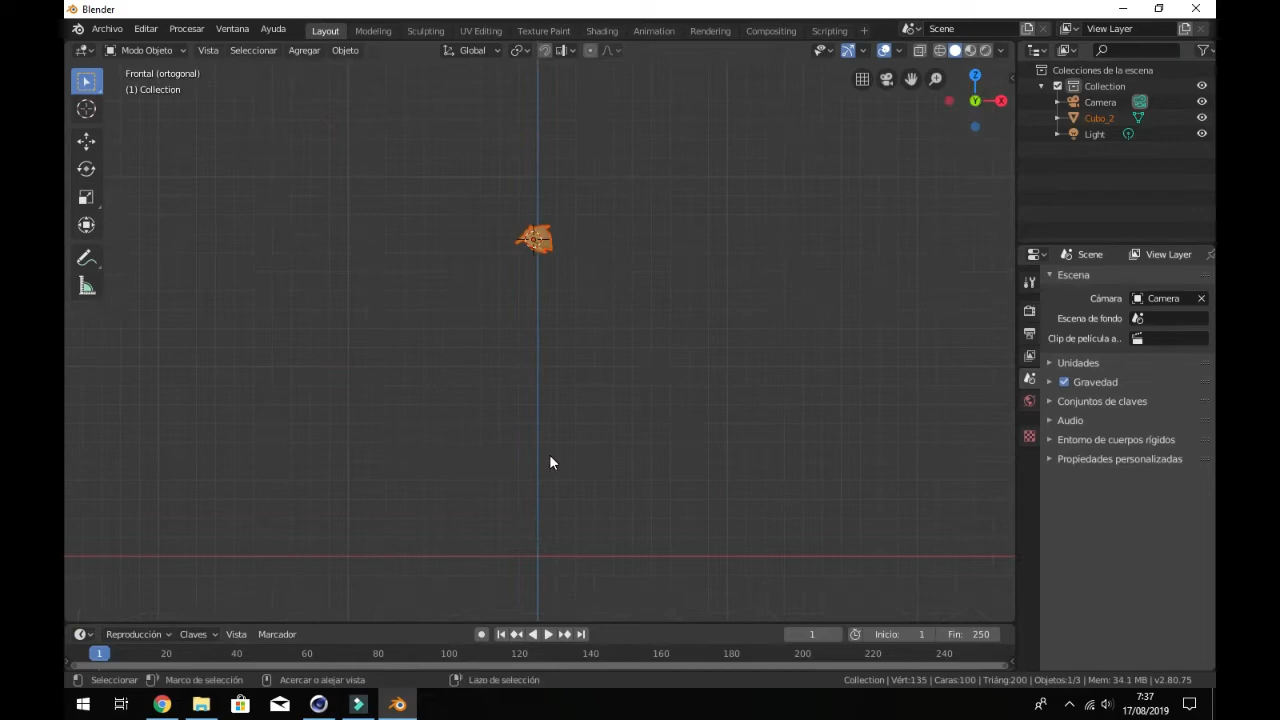 Blender
Archivo Editar Procesar Ventana Ayuda Layout Modeling Sculpting UV Editing Texture Paint Shading Animation Rendering Compositing Scripting + Scene View Layer
Modo Objeto Vista Seleccionar Agregar Objeto Global
Frontal (ortogonal)
(1) Collection
Z
Y
X
Colecciones de la escena
Collection
Camera
Cubo_2
Light
Scene View Layer
Escena
Cámara Camera
Escena de fondo
Clip de película a..
Unidades
Gravedad
Conjuntos de claves
Audio
Entorno de cuerpos rígidos
Propiedades personalizadas
Reproducción Claves Vista Marcador 1 Inicio: 1 Fin: 250
1 20 40 60 80 100 120 140 160 180 200 220 240
Seleccionar Marco de selección Acercar o alejar vista Lazo de selección Collection | Vért:135 | Caras:100 | Triáng:200 | Objetos:1/3 | Mem: 34.1 MB | v2.80.75
7:37
17/08/2019